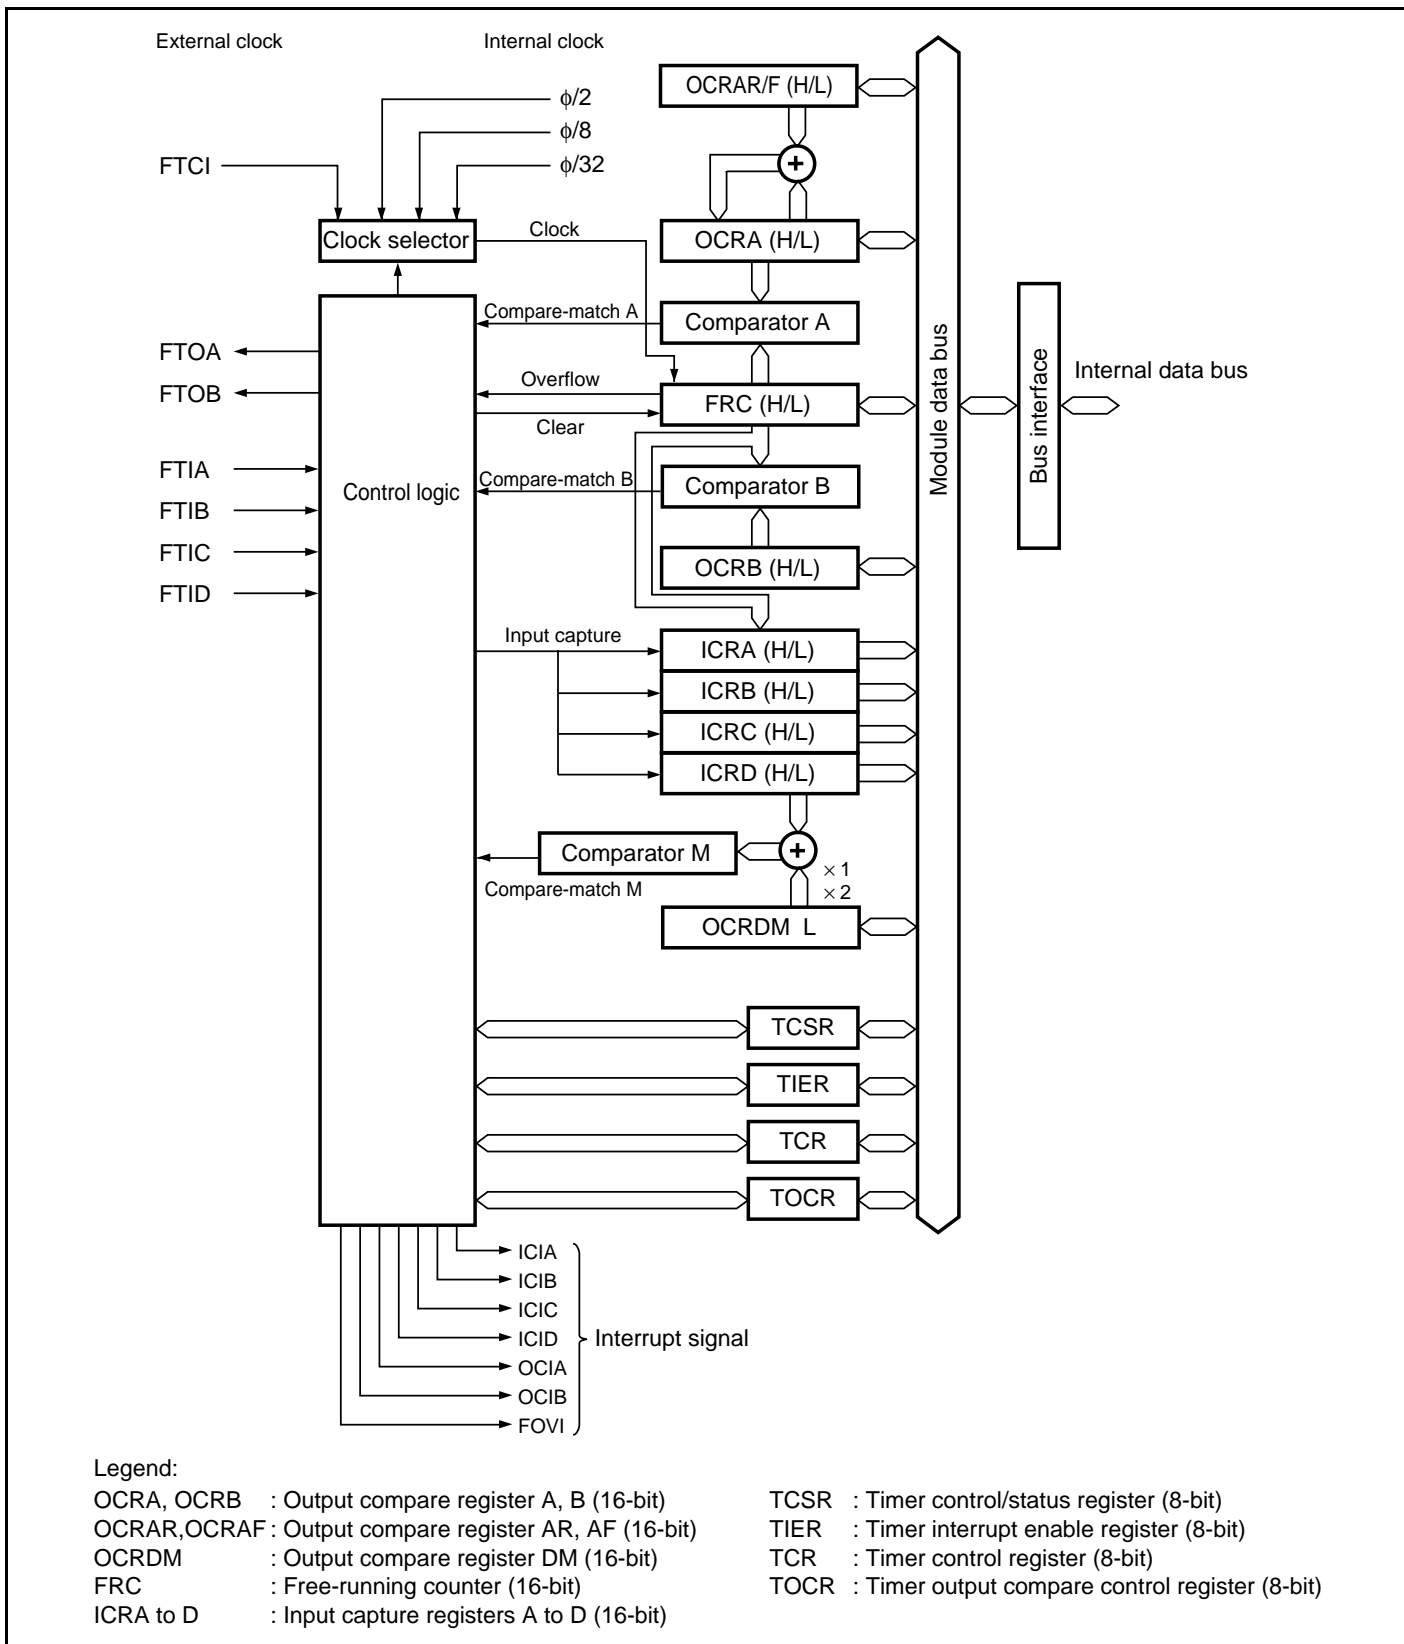 External clock
Internal clock
ϕ/2
ϕ/8
ϕ/32
FTCI
Clock selector
Clock
OCRAR/F (H/L)
+
OCRA (H/L)
Compare-match A
Comparator A
FTOA
FTOB
Overflow
FRC (H/L)
Clear
FTIA
FTIB
FTIC
FTID
Control logic
Compare-match B
Comparator B
OCRB (H/L)
Input capture
ICRA (H/L)
ICRB (H/L)
ICRC (H/L)
ICRD (H/L)
+
Comparator M
Compare-match M
× 1
× 2
OCRDM L
TCSR
TIER
TCR
TOCR
Module data bus
Bus interface
Internal data bus
ICIA
ICIB
ICIC
ICID
OCIA
OCIB
FOVI
Interrupt signal
Legend:
OCRA, OCRB : Output compare register A, B (16-bit)
OCRAR,OCRAF : Output compare register AR, AF (16-bit)
OCRDM : Output compare register DM (16-bit)
FRC : Free-running counter (16-bit)
ICRA to D : Input capture registers A to D (16-bit)
TCSR : Timer control/status register (8-bit)
TIER : Timer interrupt enable register (8-bit)
TCR : Timer control register (8-bit)
TOCR : Timer output compare control register (8-bit)